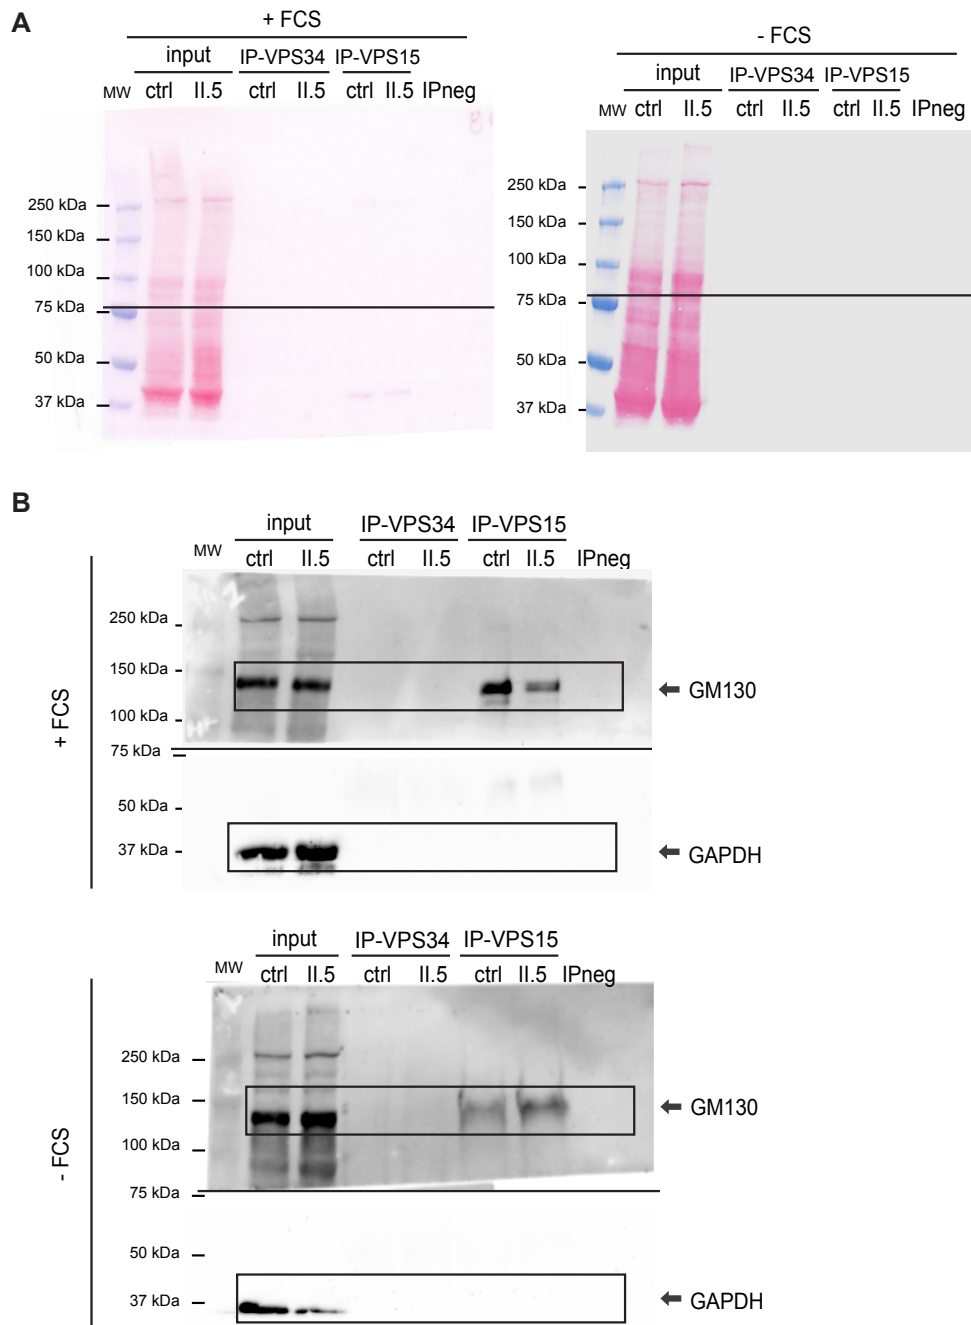 A
+ FCS
input IP-VPS34 IP-VPS15
MW ctrl II.5 ctrl II.5 ctrl II.5 IPneg
250 kDa
150 kDa
100 kDa
75 kDa
50 kDa
37 kDa
- FCS
input IP-VPS34 IP-VPS15
MW ctrl II.5 ctrl II.5 ctrl II.5 IPneg
250 kDa
150 kDa
100 kDa
75 kDa
50 kDa
37 kDa
B
+ FCS
input IP-VPS34 IP-VPS15
MW ctrl II.5 ctrl II.5 ctrl II.5 IPneg
250 kDa
150 kDa
GM130
100 kDa
75 kDa
50 kDa
37 kDa
GAPDH
- FCS
input IP-VPS34 IP-VPS15
MW ctrl II.5 ctrl II.5 ctrl II.5 IPneg
250 kDa
150 kDa
GM130
100 kDa
75 kDa
50 kDa
37 kDa
GAPDH